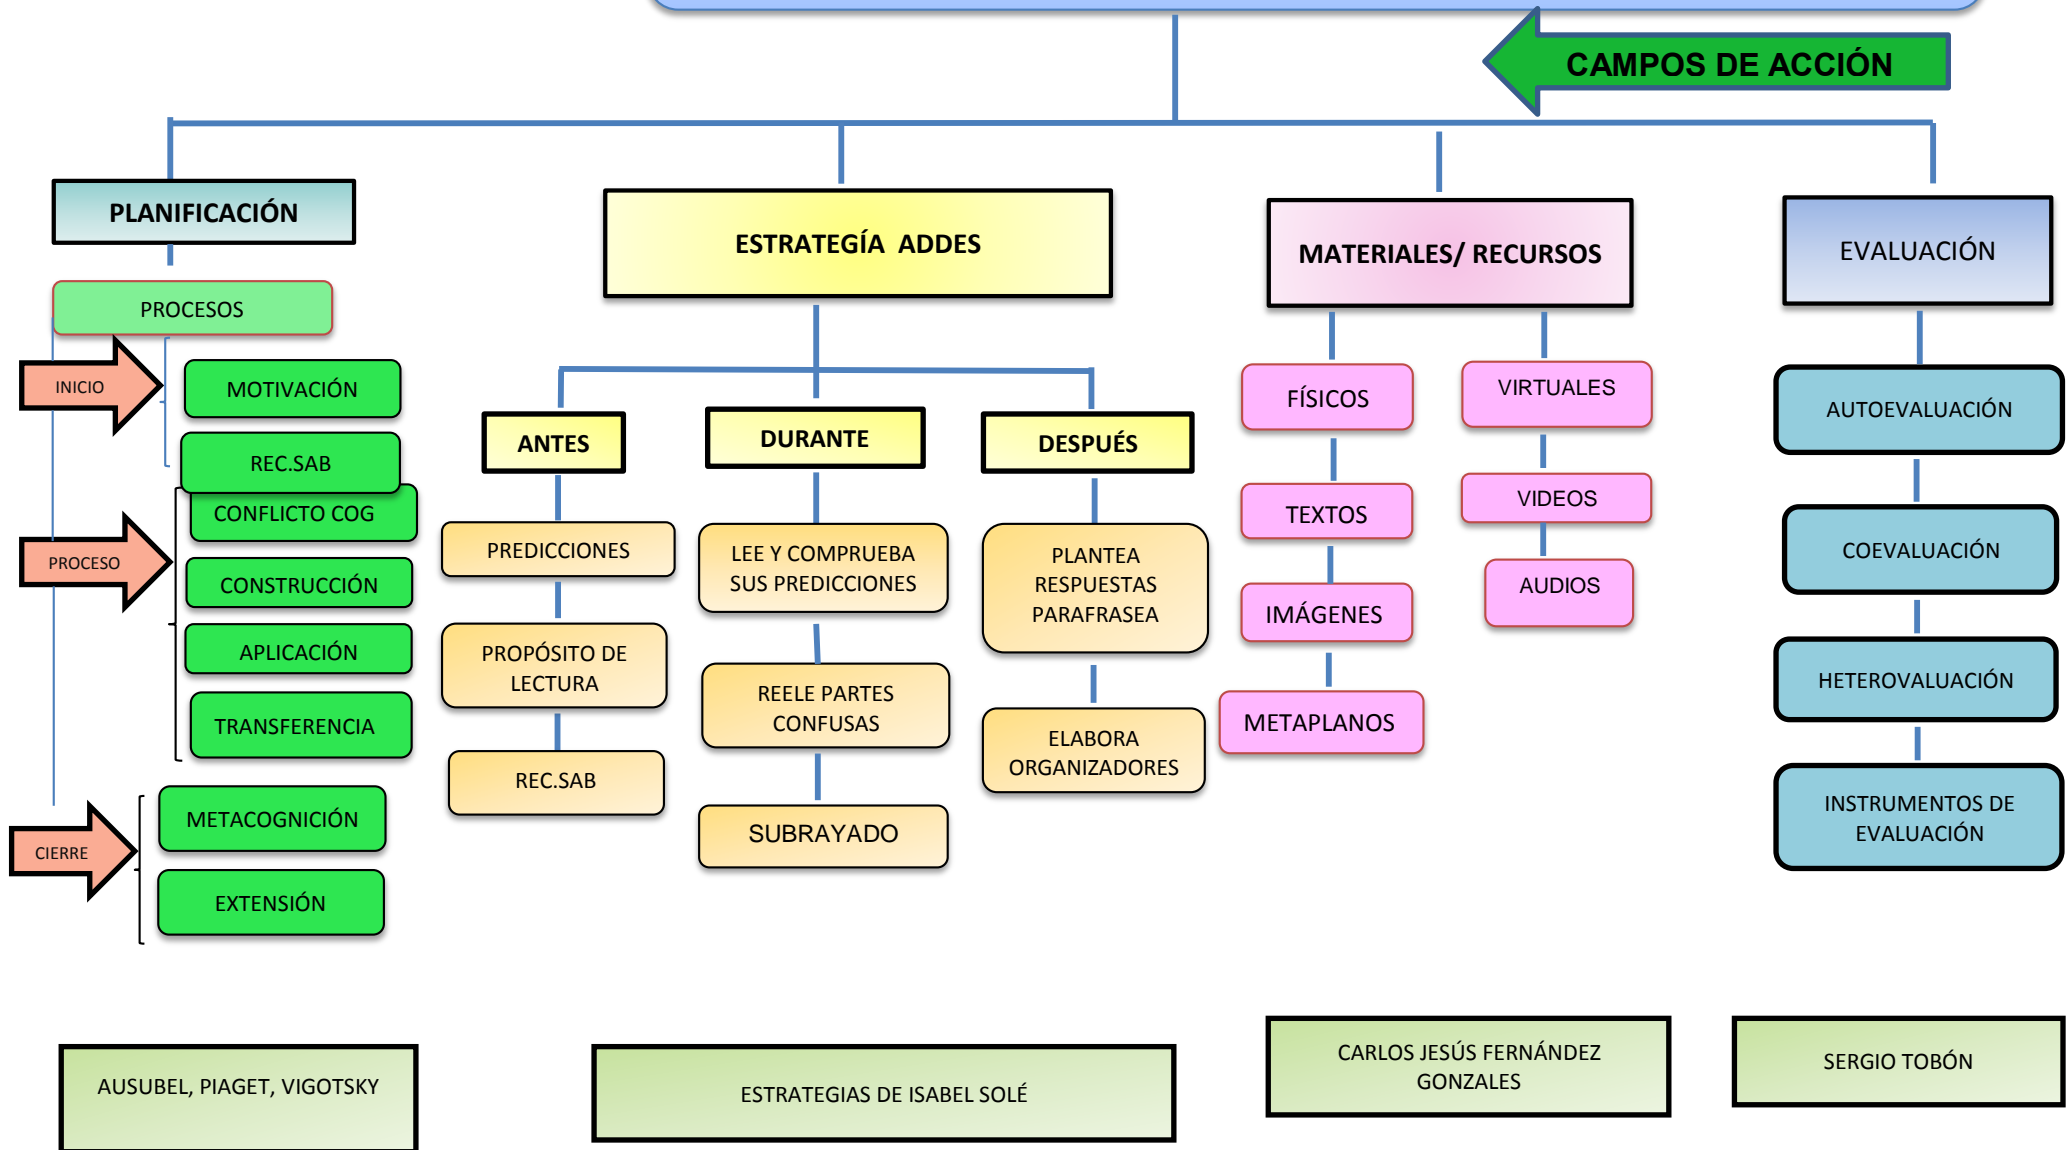 CAMPOS DE ACCIÓN
PLANIFICACIÓN
PROCESOS
INICIO
MOTIVACIÓN
REC.SAB
PROCESO
CONFLICTO COG
CONSTRUCCIÓN
APLICACIÓN
TRANSFERENCIA
CIERRE
METACOGNICIÓN
EXTENSIÓN
ESTRATEGÍA ADDES
ANTES
PREDICCIONES
PROPÓSITO DE
LECTURA
REC.SAB
DURANTE
LEE Y COMPRUEBA
SUS PREDICCIONES
REELE PARTES
CONFUSAS
SUBRAYADO
DESPUÉS
PLANTEA
RESPUESTAS
PARAFRASEA
ELABORA
ORGANIZADORES
MATERIALES/ RECURSOS
FÍSICOS
TEXTOS
IMÁGENES
METAPLANOS
VIRTUALES
VIDEOS
AUDIOS
EVALUACIÓN
AUTOEVALUACIÓN
COEVALUACIÓN
HETEROVALUACIÓN
INSTRUMENTOS DE
EVALUACIÓN
AUSUBEL, PIAGET, VIGOTSKY
ESTRATEGIAS DE ISABEL SOLÉ
CARLOS JESÚS FERNÁNDEZ
GONZALES
SERGIO TOBÓN